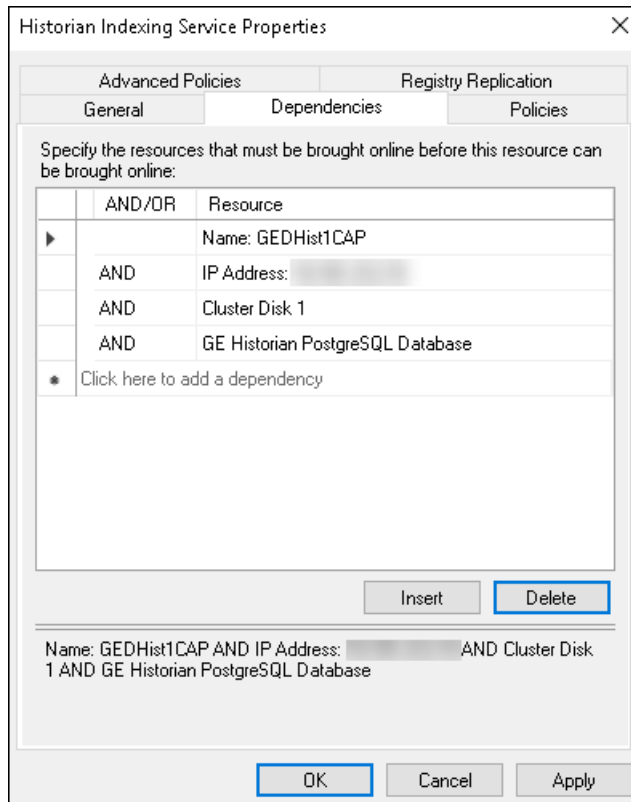 Historian Indexing Service Properties
Advanced Policies Registry Replication
General Dependencies Policies
Specify the resources that must be brought online before this resource can
be brought online:
AND/OR Resource
Name: GEDHist1CAP
AND IP Address:
AND Cluster Disk 1
AND GE Historian PostgreSQL Database
Click here to add a dependency
Insert Delete
Name: GEDHist1CAP AND IP Address: AND Cluster Disk
1 AND GE Historian PostgreSQL Database
OK Cancel Apply